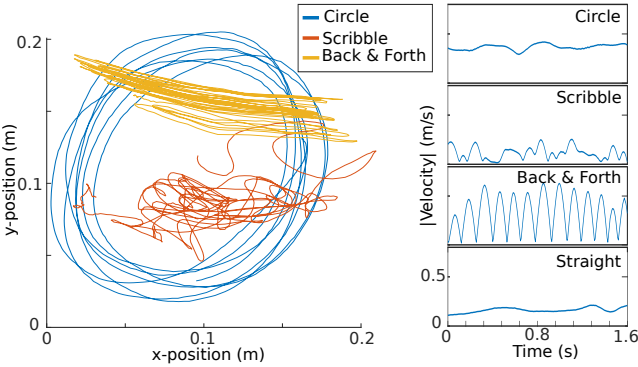 Circle
Scribble
Back & Forth
0.2
0.1
0
y-position (m)
0
0.1
0.2
x-position (m)
Circle
Scribble
Back & Forth
Straight
|Velocity| (m/s)
0.5
0
0
0.8
1.6
Time (s)